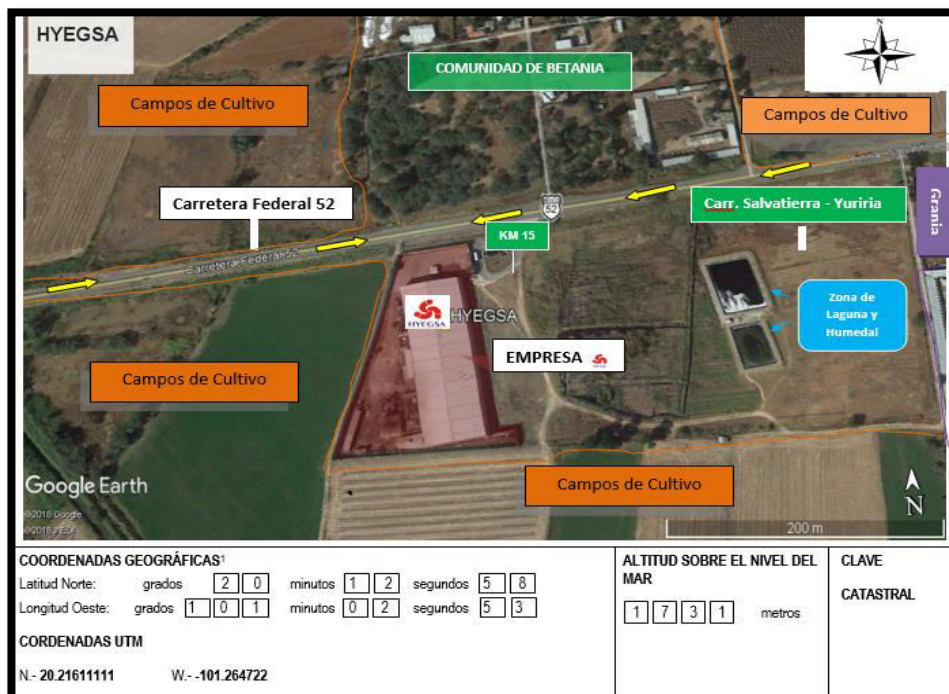 HYEGSA
N
COMUNIDAD DE BETANIA
Campos de Cultivo
Campos de Cultivo
Carretera Federal 52
52
Carr. Salvatierra - Yuriria
Granja
KM 15
Carretera Federal 52
HYEGSA
HYEGSA
Zona de
Laguna y
Humedal
EMPRESA
Campos de Cultivo
Campos de Cultivo
Google Earth
©2018 Google
©2018 INEGI
N
200 m
COORDENADAS GEOGRÁFICAS¹
Latitud Norte: grados 2 0 minutos 1 2 segundos 5 8
Longitud Oeste: grados 1 0 1 minutos 0 2 segundos 5 3
CORDENADAS UTM
N.- 20.21611111 W.- -101.264722
ALTITUD SOBRE EL NIVEL DEL
MAR
1 7 3 1 metros
CLAVE
CATASTRAL